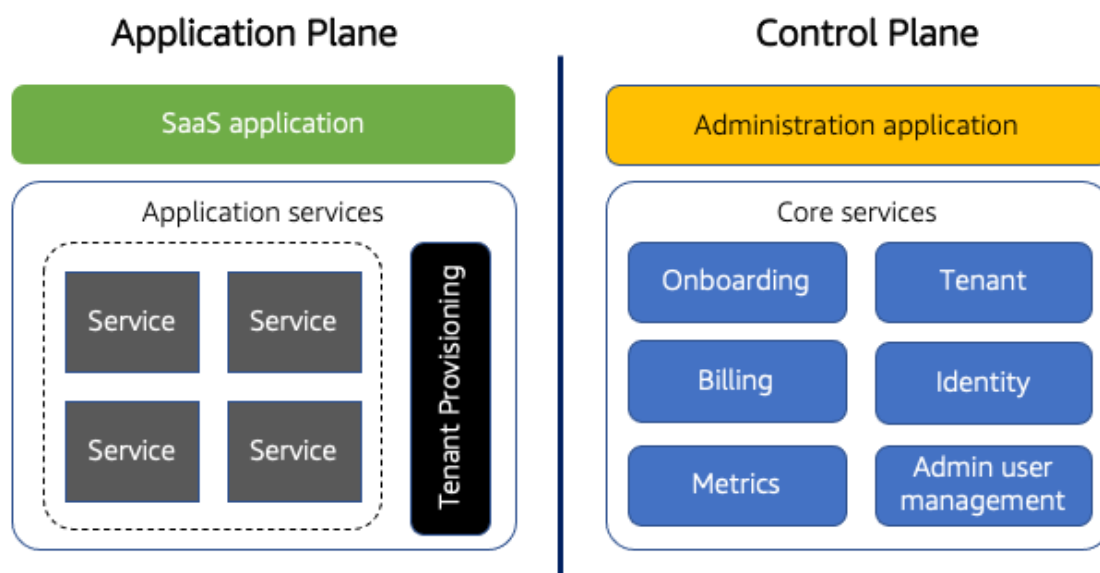 Application Plane
Control Plane
SaaS application
Administration application
Application services
Service
Service
Service
Service
Tenant Provisioning
Core services
Onboarding
Tenant
Billing
Identity
Metrics
Admin user
management